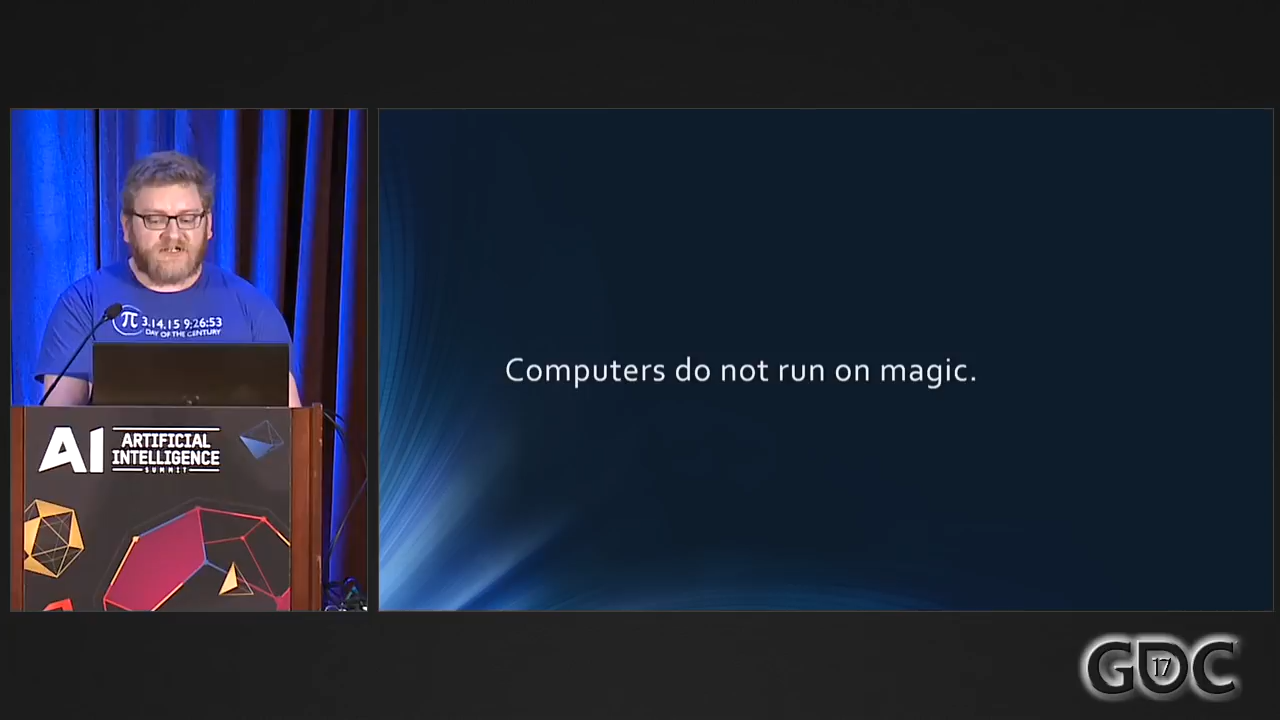 π 3.14.15 9:26:53
DAY OF THE CENTURY
AI ARTIFICIAL
INTELLIGENCE
SUMMIT
Computers do not run on magic.
GDC
17